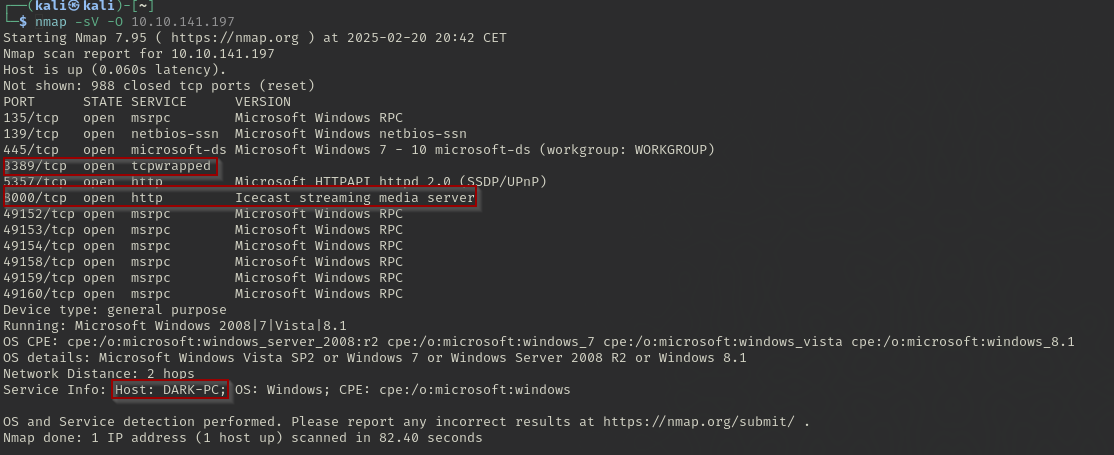 ┌──(kali㉿kali)-[~]
└─$ nmap -sV -O 10.10.141.197
Starting Nmap 7.95 ( https://nmap.org ) at 2025-02-20 20:42 CET
Nmap scan report for 10.10.141.197
Host is up (0.060s latency).
Not shown: 988 closed tcp ports (reset)
PORT      STATE SERVICE      VERSION
135/tcp   open  msrpc        Microsoft Windows RPC
139/tcp   open  netbios-ssn  Microsoft Windows netbios-ssn
445/tcp   open  microsoft-ds Microsoft Windows 7 - 10 microsoft-ds (workgroup: WORKGROUP)
3389/tcp  open  tcpwrapped
5357/tcp  open  http         Microsoft HTTPAPI httpd 2.0 (SSDP/UPnP)
8000/tcp  open  http         Icecast streaming media server
49152/tcp open  msrpc        Microsoft Windows RPC
49153/tcp open  msrpc        Microsoft Windows RPC
49154/tcp open  msrpc        Microsoft Windows RPC
49158/tcp open  msrpc        Microsoft Windows RPC
49159/tcp open  msrpc        Microsoft Windows RPC
49160/tcp open  msrpc        Microsoft Windows RPC
Device type: general purpose
Running: Microsoft Windows 2008|7|Vista|8.1
OS CPE: cpe:/o:microsoft:windows_server_2008:r2 cpe:/o:microsoft:windows_7 cpe:/o:microsoft:windows_vista cpe:/o:microsoft:windows_8.1
OS details: Microsoft Windows Vista SP2 or Windows 7 or Windows Server 2008 R2 or Windows 8.1
Network Distance: 2 hops
Service Info: Host: DARK-PC; OS: Windows; CPE: cpe:/o:microsoft:windows

OS and Service detection performed. Please report any incorrect results at https://nmap.org/submit/ .
Nmap done: 1 IP address (1 host up) scanned in 82.40 seconds